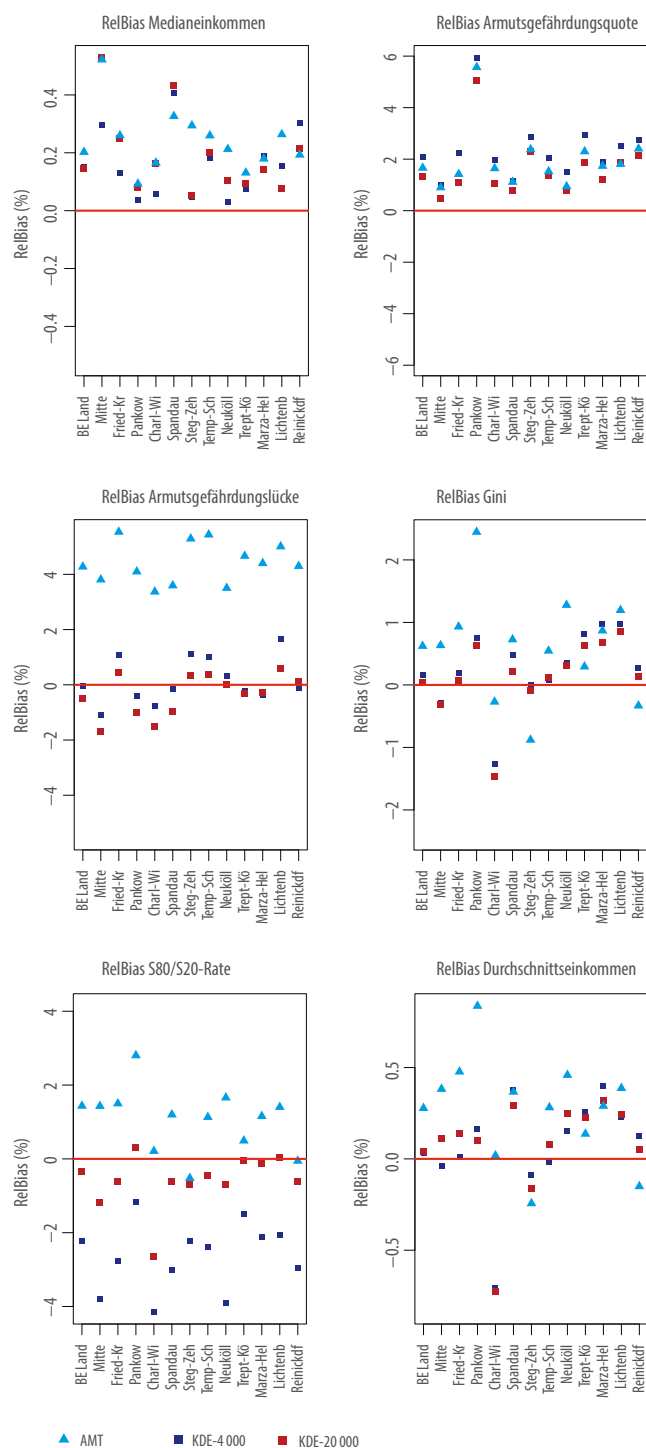 RelBias Medianeinkommen
RelBias (%)
0.4
0.2
0.0
−0.2
−0.4
BE Land
Mitte
Fried-Kr
Pankow
Charl-Wi
Spandau
Steg-Zeh
Temp-Sch
Neuköll
Trept-Kö
Marza-Hel
Lichtenb
Reinickdf
RelBias Armutsgefährdungsquote
RelBias (%)
6
4
2
0
−2
−4
−6
BE Land
Mitte
Fried-Kr
Pankow
Charl-Wi
Spandau
Steg-Zeh
Temp-Sch
Neuköll
Trept-Kö
Marza-Hel
Lichtenb
Reinickdf
RelBias Armutsgefährdungslücke
RelBias (%)
4
2
0
−2
−4
BE Land
Mitte
Fried-Kr
Pankow
Charl-Wi
Spandau
Steg-Zeh
Temp-Sch
Neuköll
Trept-Kö
Marza-Hel
Lichtenb
Reinickdf
RelBias Gini
RelBias (%)
2
1
0
−1
−2
BE Land
Mitte
Fried-Kr
Pankow
Charl-Wi
Spandau
Steg-Zeh
Temp-Sch
Neuköll
Trept-Kö
Marza-Hel
Lichtenb
Reinickdf
RelBias S80/S20-Rate
RelBias (%)
4
2
0
−2
−4
BE Land
Mitte
Fried-Kr
Pankow
Charl-Wi
Spandau
Steg-Zeh
Temp-Sch
Neuköll
Trept-Kö
Marza-Hel
Lichtenb
Reinickdf
RelBias Durchschnittseinkommen
RelBias (%)
0.5
0.0
−0.5
BE Land
Mitte
Fried-Kr
Pankow
Charl-Wi
Spandau
Steg-Zeh
Temp-Sch
Neuköll
Trept-Kö
Marza-Hel
Lichtenb
Reinickdf
AMT
KDE-4 000
KDE-20 000